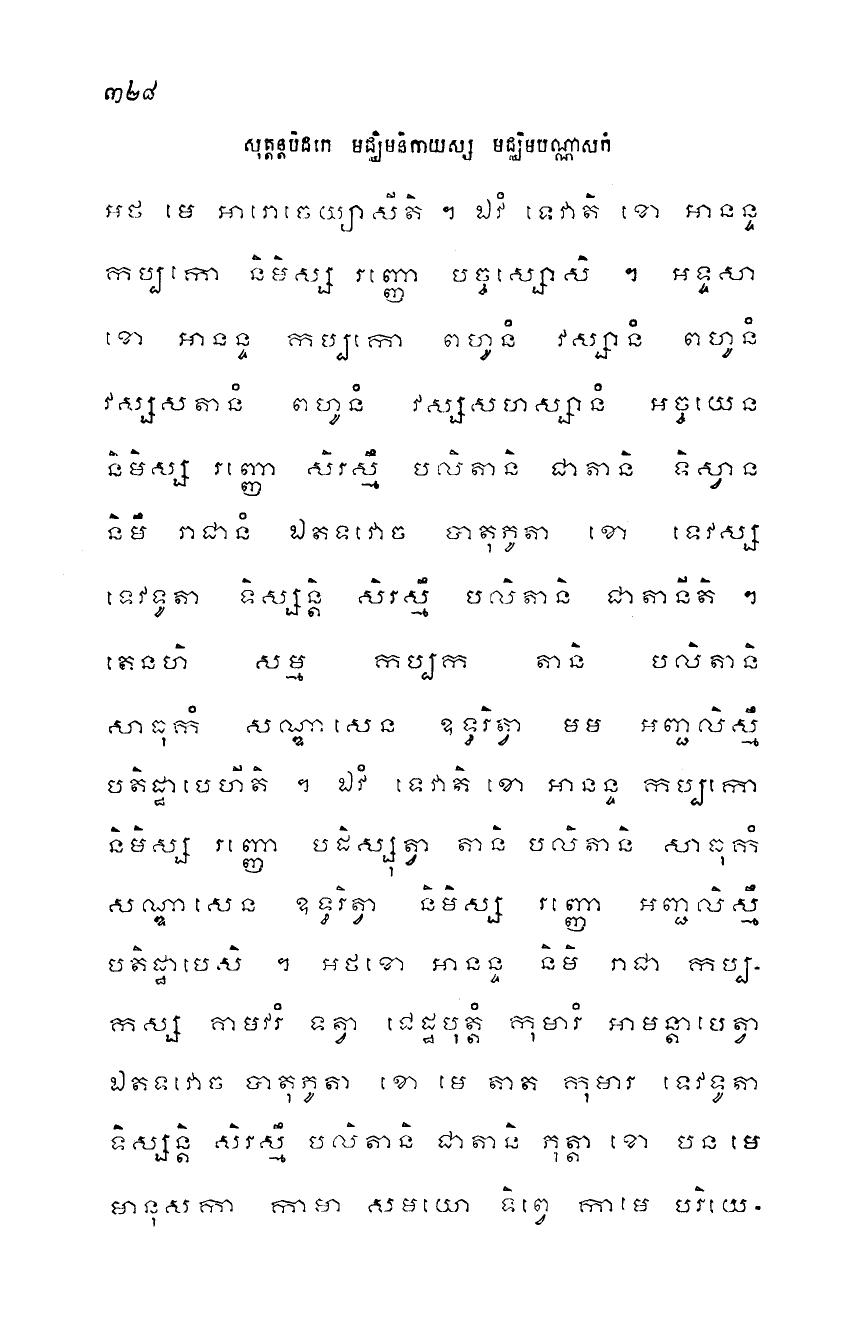 ៣២៨
សុត្តន្តបិដកេ មជ្ឈិមនិកាយស្ស មជ្ឈិមបណ្ណាសកំ
អថ មេ អារោចេយ្យាសីតិ ។ ឯវំ ទេវាតិ ខោ អានន្ទ
កប្បកោ និមិស្ស រញ្ញោ បច្ចស្សោសិ ។ អទ្ទសា
ខោ អានន្ទ កប្បកោ ពហូនំ វស្សានំ ពហូនំ
វស្សសតានំ ពហូនំ វស្សសហស្សានំ អច្ចយេន
និមិស្ស រញ្ញោ សិរស្មឹ បលិតានិ ជាតានិ ទិស្វាន
និមឹ រាជានំ ឯតទវោច បាតុភូតា ខោ ទេវស្ស
ទេវទូតា ទិស្សន្តិ សិរស្មឹ បលិតានិ ជាតានីតិ ។
តេនហិ សម្ម កប្បក តានិ បលិតានិ
សាធុកំ សណ្ឌាសេន ឧទ្ធរិត្វា មម អញ្ជលិស្មឹ
បតិដ្ឋាបេហីតិ ។ ឯវំ ទេវាតិ ខោ អានន្ទ កប្បកោ
និមិស្ស រញ្ញោ បដិស្សុត្វា តានិ បលិតានិ សាធុកំ
សណ្ឌាសេន ឧទ្ធរិត្វា និមិស្ស រញ្ញោ អញ្ជលិស្មឹ
បតិដ្ឋាបេសិ ។ អថខោ អានន្ទ និមិ រាជា កប្ប-
កស្ស គាមវរំ ទត្វា ជេដ្ឋបុត្តំ កុមារំ អាមន្តាបេត្វា
ឯតទវោច បាតុភូតា ខោ មេ តាត កុមារ ទេវទូតា
ទិស្សន្តិ សិរស្មឹ បលិតានិ ជាតានិ ភុត្តា ខោ បន មេ
មានុសកា កាមា សមយោ ទិព្វេ កាមេ បរិយេ-